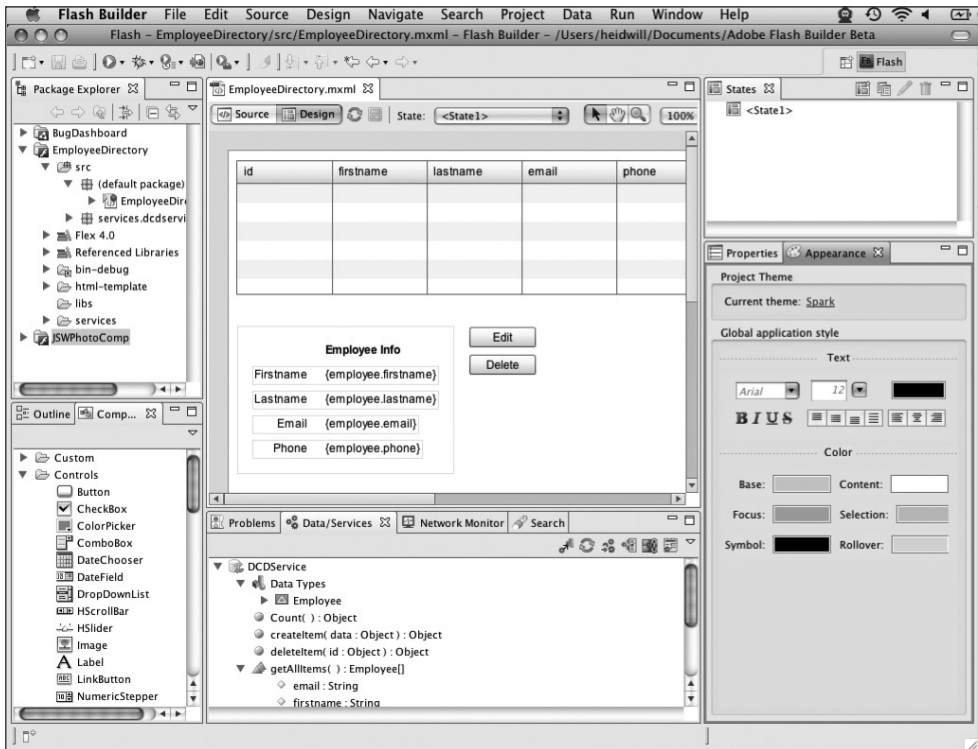 Flash Builder File Edit Source Design Navigate Search Project Data Run Window Help
Flash – EmployeeDirectory/src/EmployeeDirectory.mxml – Flash Builder – /Users/heidwill/Documents/Adobe Flash Builder Beta
Flash
Package Explorer
BugDashboard
EmployeeDirectory
src
(default package)
EmployeeDire
services.dcdservi
Flex 4.0
Referenced Libraries
bin-debug
html-template
libs
services
JSWPhotoComp
Outline Comp...
Custom
Controls
Button
CheckBox
ColorPicker
ComboBox
DateChooser
DateField
DropDownList
HScrollBar
HSlider
Image
A Label
LinkButton
NumericStepper
EmployeeDirectory.mxml
Source Design State: <State1> 100%
id firstname lastname email phone
Employee Info
Firstname {employee.firstname}
Lastname {employee.lastname}
Email {employee.email}
Phone {employee.phone}
Edit
Delete
Problems Data/Services Network Monitor Search
DCDService
Data Types
Employee
Count( ) : Object
createItem( data : Object ) : Object
deleteItem( id : Object ) : Object
getAllItems( ) : Employee[]
email : String
firstname : String
States
<State1>
Properties Appearance
Project Theme
Current theme: Spark
Global application style
Text
Arial 12
B I U S
Color
Base: Content:
Focus: Selection:
Symbol: Rollover: